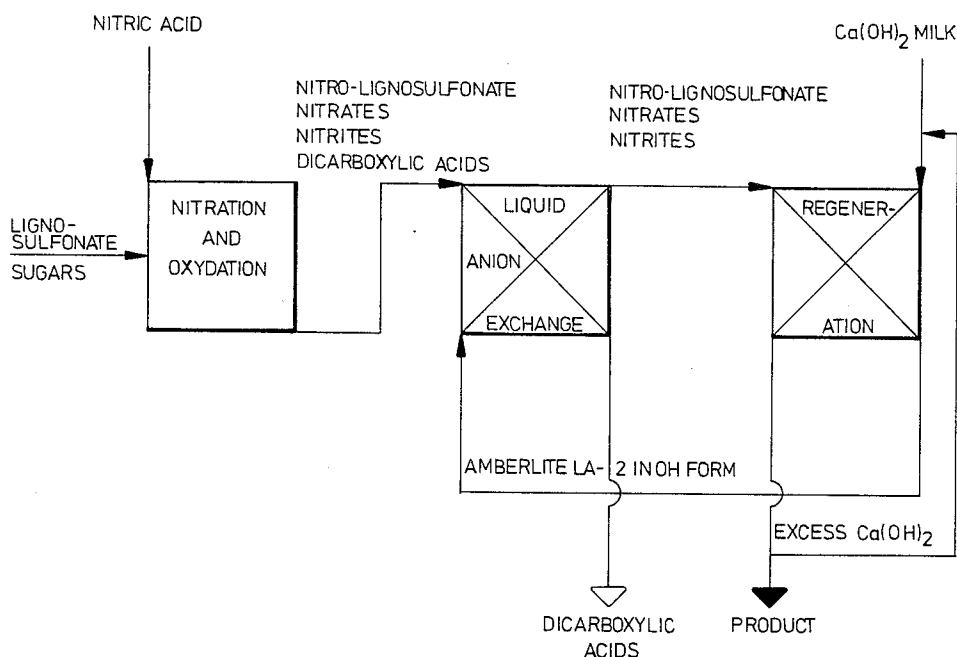 NITRIC ACID
Ca(OH)2 MILK
NITRO-LIGNOSULFONATE
NITRATES
NITRITES
DICARBOXYLIC ACIDS
NITRO-LIGNOSULFONATE
NITRATES
NITRITES
LIGNO-
SULFONATE
SUGARS
NITRATION
AND
OXYDATION
LIQUID
ANION
EXCHANGE
REGENER-
ATION
AMBERLITE LA-2 IN OH FORM
EXCESS Ca(OH)2
DICARBOXYLIC
ACIDS
PRODUCT